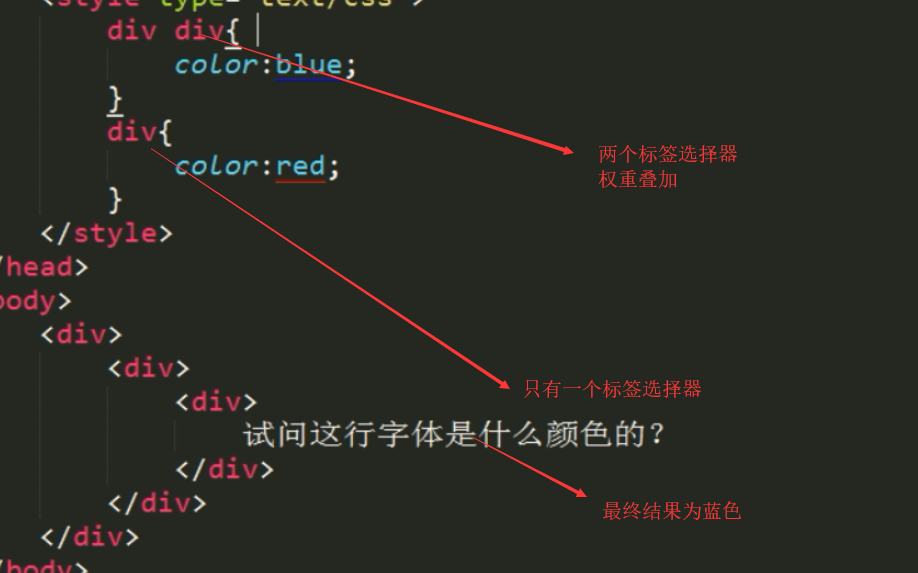 <style type="text/css">
div div{
color:blue;
}
div{
color:red;
}
</style>
/head>
body>
<div>
<div>
<div>
试问这行字体是什么颜色的？
</div>
</div>
</div>
/body>
两个标签选择器
权重叠加
只有一个标签选择器
最终结果为蓝色